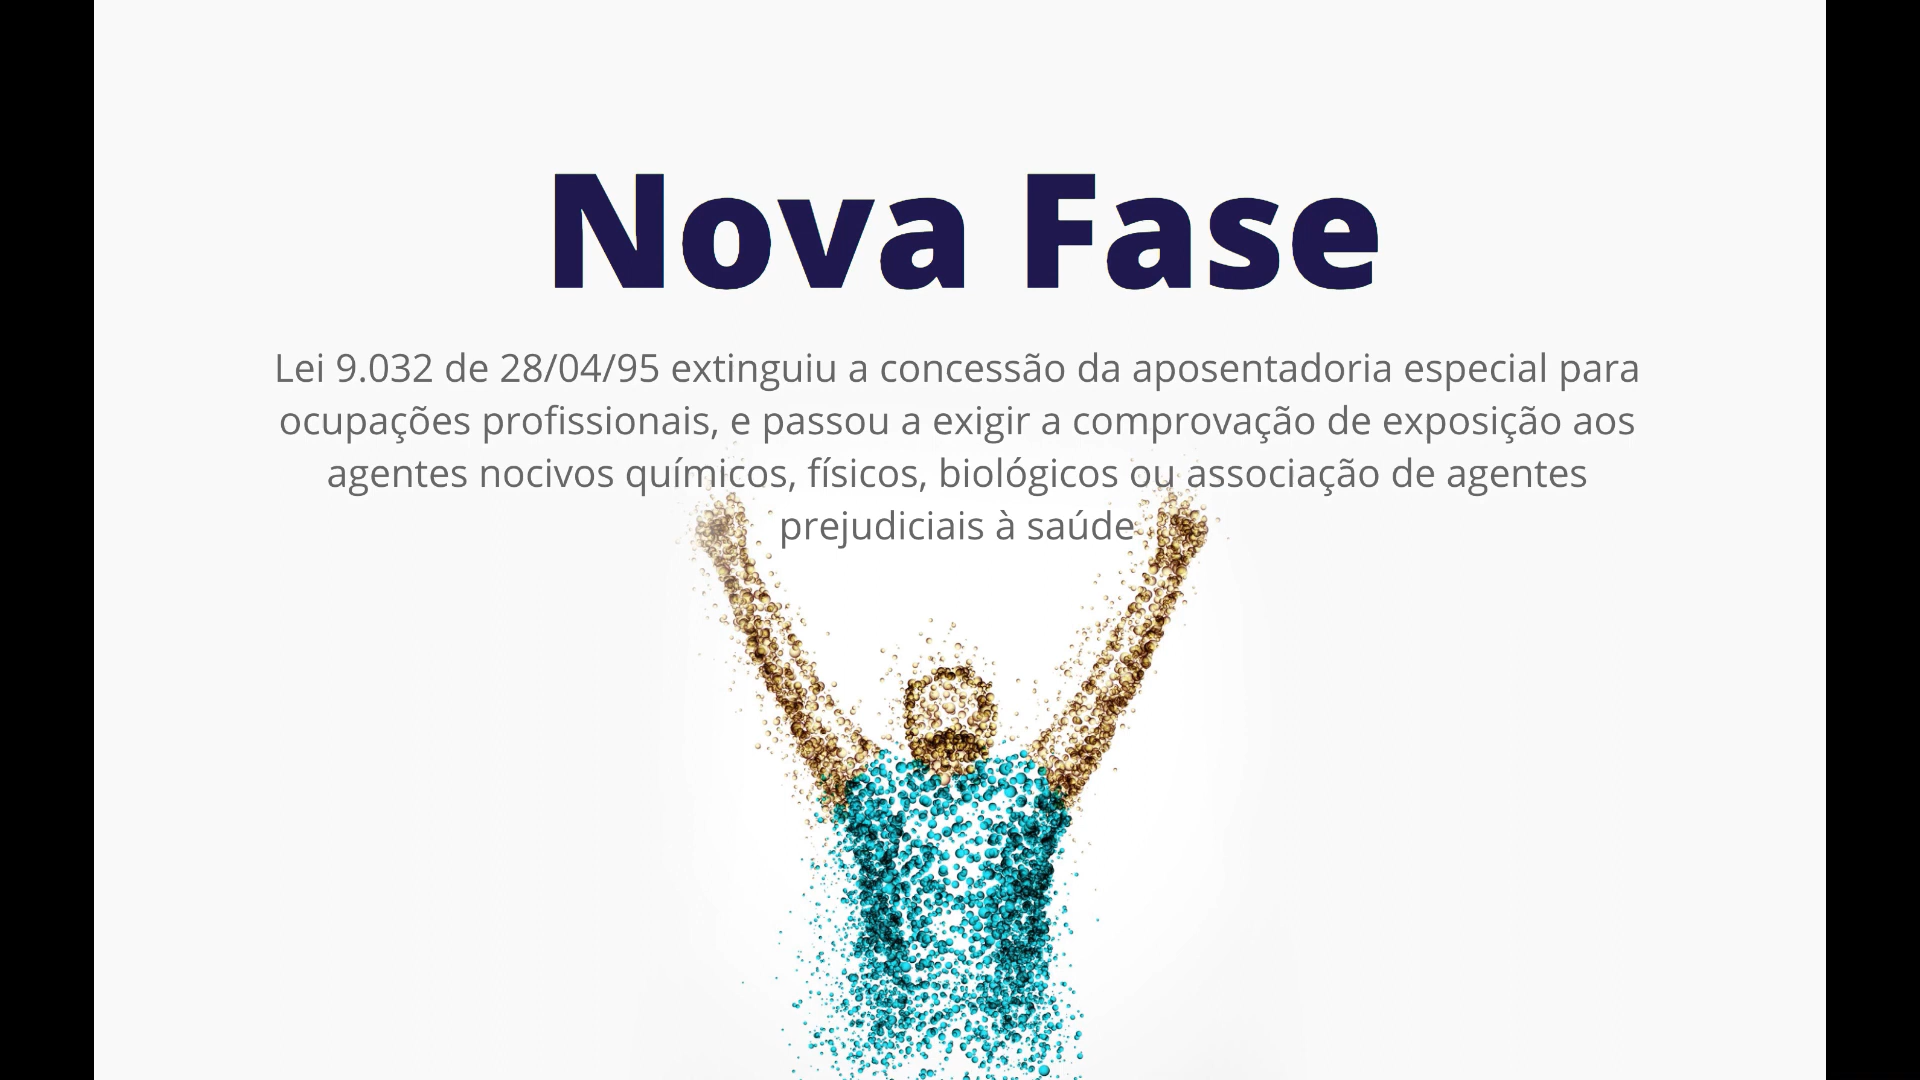 Nova Fase
Lei 9.032 de 28/04/95 extinguiu a concessão da aposentadoria especial para
ocupações profissionais, e passou a exigir a comprovação de exposição aos
agentes nocivos químicos, físicos, biológicos ou associação de agentes
prejudiciais à saúde